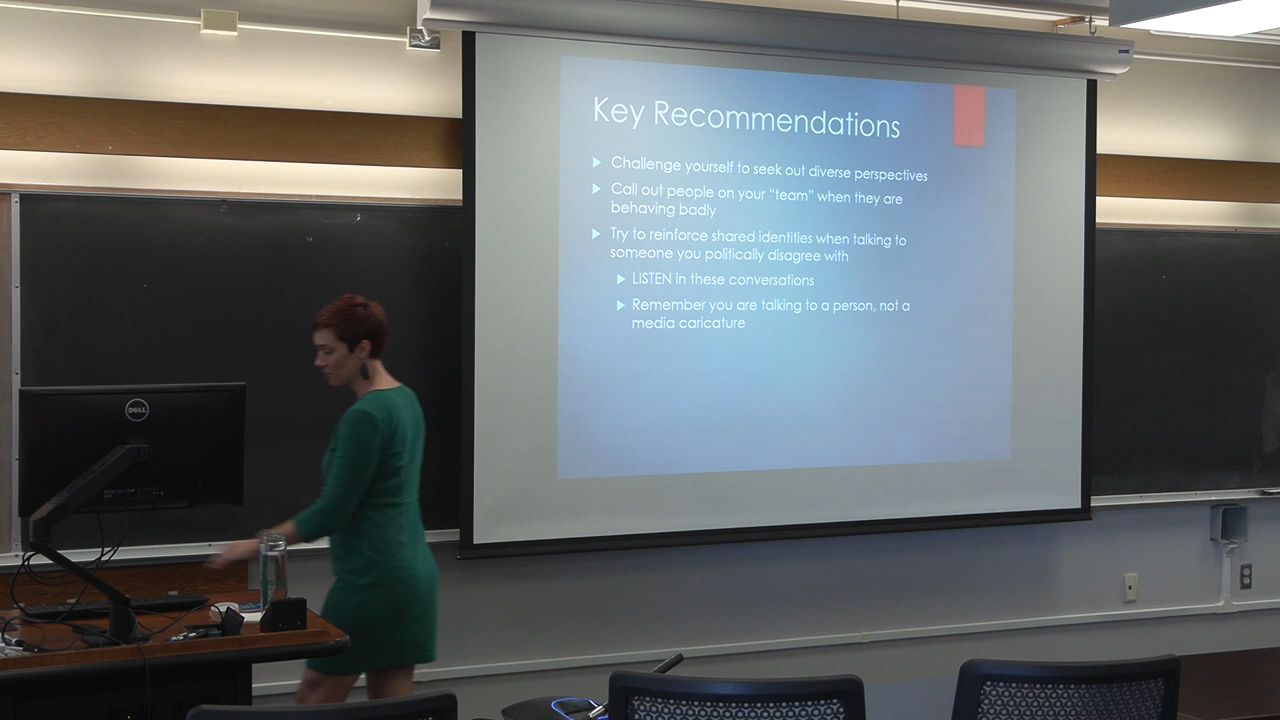 Key Recommendations
Challenge yourself to seek out diverse perspectives
Call out people on your “team” when they are
behaving badly
Try to reinforce shared identities when talking to
someone you politically disagree with
LISTEN in these conversations
Remember you are talking to a person, not a
media caricature
DELL